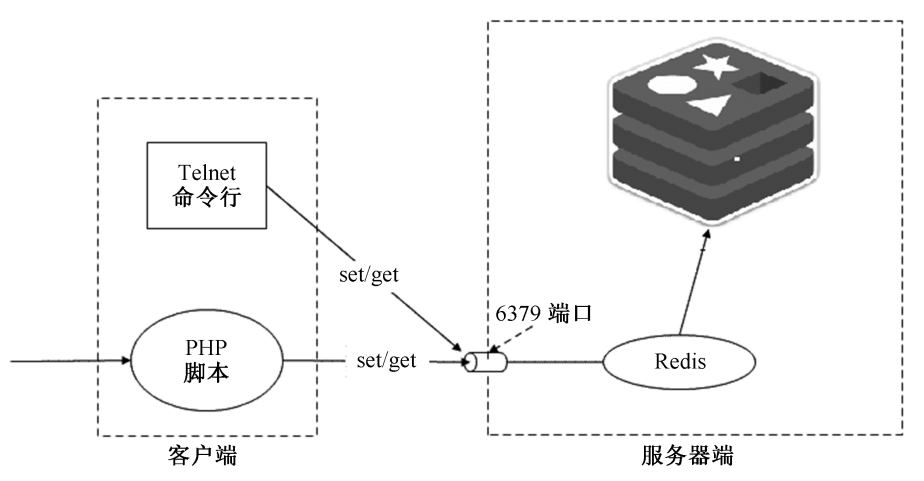 Telnet
命令行
set/get
6379 端口
PHP
脚本
set/get
Redis
客户端
服务器端